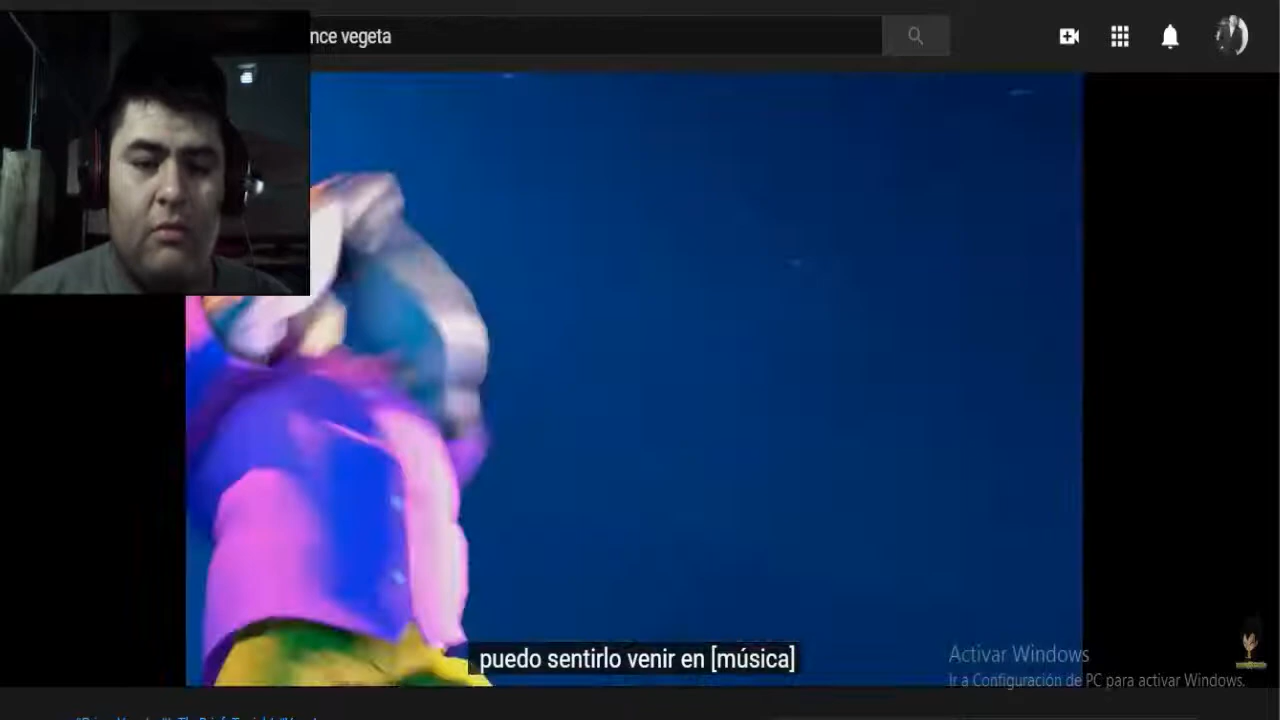 nce vegeta
puedo sentirlo venir en [música]
Activar Windows
Ir a Configuración de PC para activar Windows.